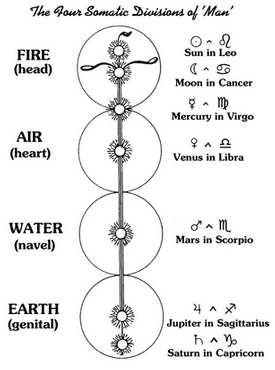 The Four Somatic Divisions of 'Man'
FIRE
(head)
☉ ^ ♌
Sun in Leo
☾ ^ ♋
Moon in Cancer
☿ ^ ♍
Mercury in Virgo
AIR
(heart)
♀ ^ ♎
Venus in Libra
WATER
(navel)
♂ ^ ♏
Mars in Scorpio
EARTH
(genital)
♃ ^ ♐
Jupiter in Sagittarius
♄ ^ ♑
Saturn in Capricorn